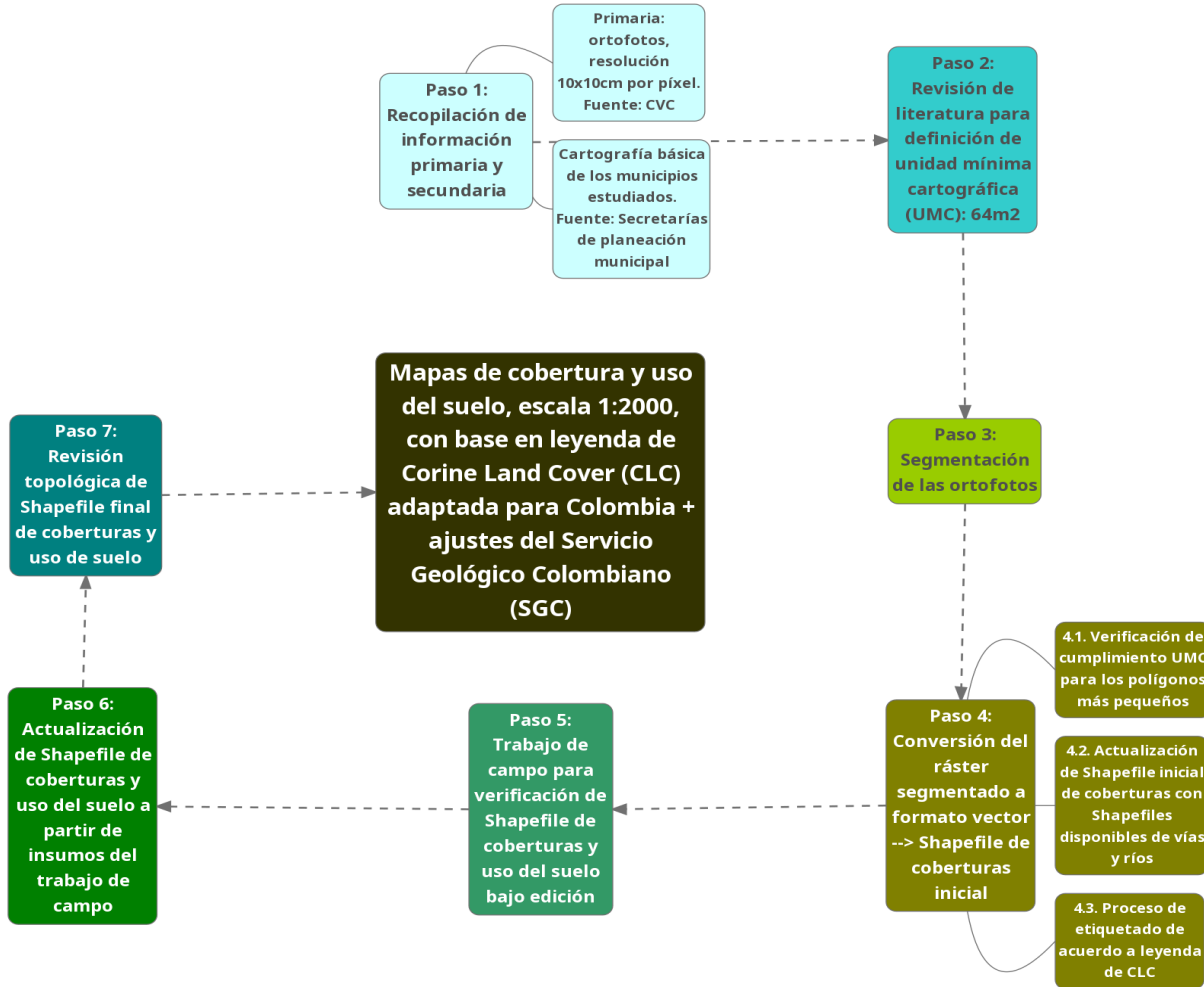 Paso 1:
Recopilación de
información
primaria y
secundaria
Primaria:
ortofotos,
resolución
10x10cm por píxel.
Fuente: CVC
Cartografía básica
de los municipios
estudiados.
Fuente: Secretarías
de planeación
municipal
Paso 2:
Revisión de
literatura para
definición de
unidad mínima
cartográfica
(UMC): 64m2
Paso 3:
Segmentación
de las ortofotos
Paso 4:
Conversión del
ráster
segmentado a
formato vector
--> Shapefile de
coberturas
inicial
4.1. Verificación de
cumplimiento UMC
para los polígonos
más pequeños
4.2. Actualización
de Shapefile inicial
de coberturas con
Shapefiles
disponibles de vías
y ríos
4.3. Proceso de
etiquetado de
acuerdo a leyenda
de CLC
Paso 5:
Trabajo de
campo para
verificación de
Shapefile de
coberturas y
uso del suelo
bajo edición
Paso 6:
Actualización
de Shapefile de
coberturas y
uso del suelo a
partir de
insumos del
trabajo de
campo
Paso 7:
Revisión
topológica de
Shapefile final
de coberturas y
uso de suelo
Mapas de cobertura y uso
del suelo, escala 1:2000,
con base en leyenda de
Corine Land Cover (CLC)
adaptada para Colombia +
ajustes del Servicio
Geológico Colombiano
(SGC)